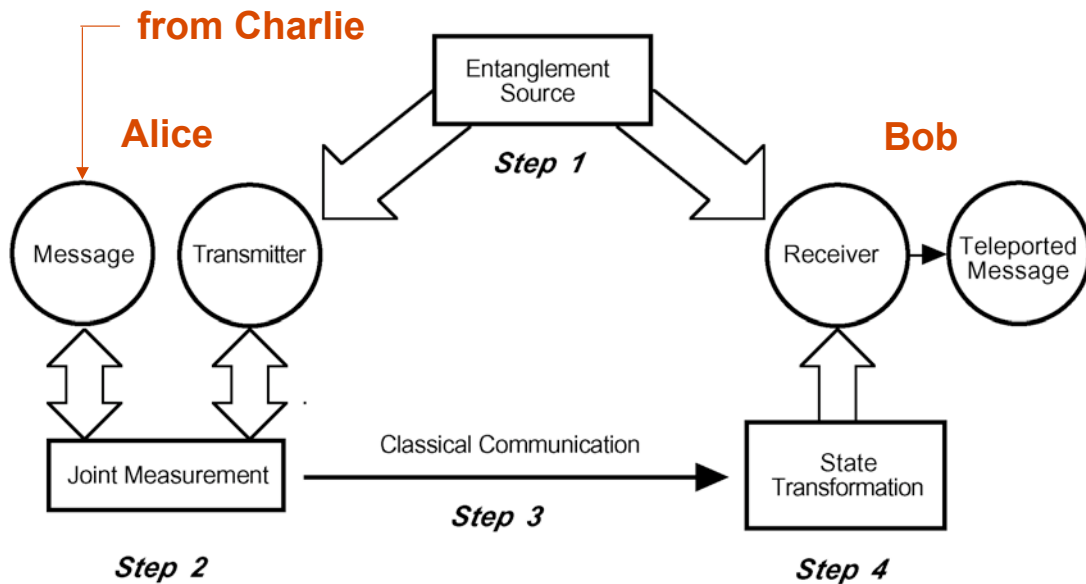 from Charlie
Entanglement
Source
Alice
Bob
Step 1
Message
Transmitter
Receiver
Teleported
Message
Classical Communication
Joint Measurement
State
Transformation
Step 3
Step 2
Step 4